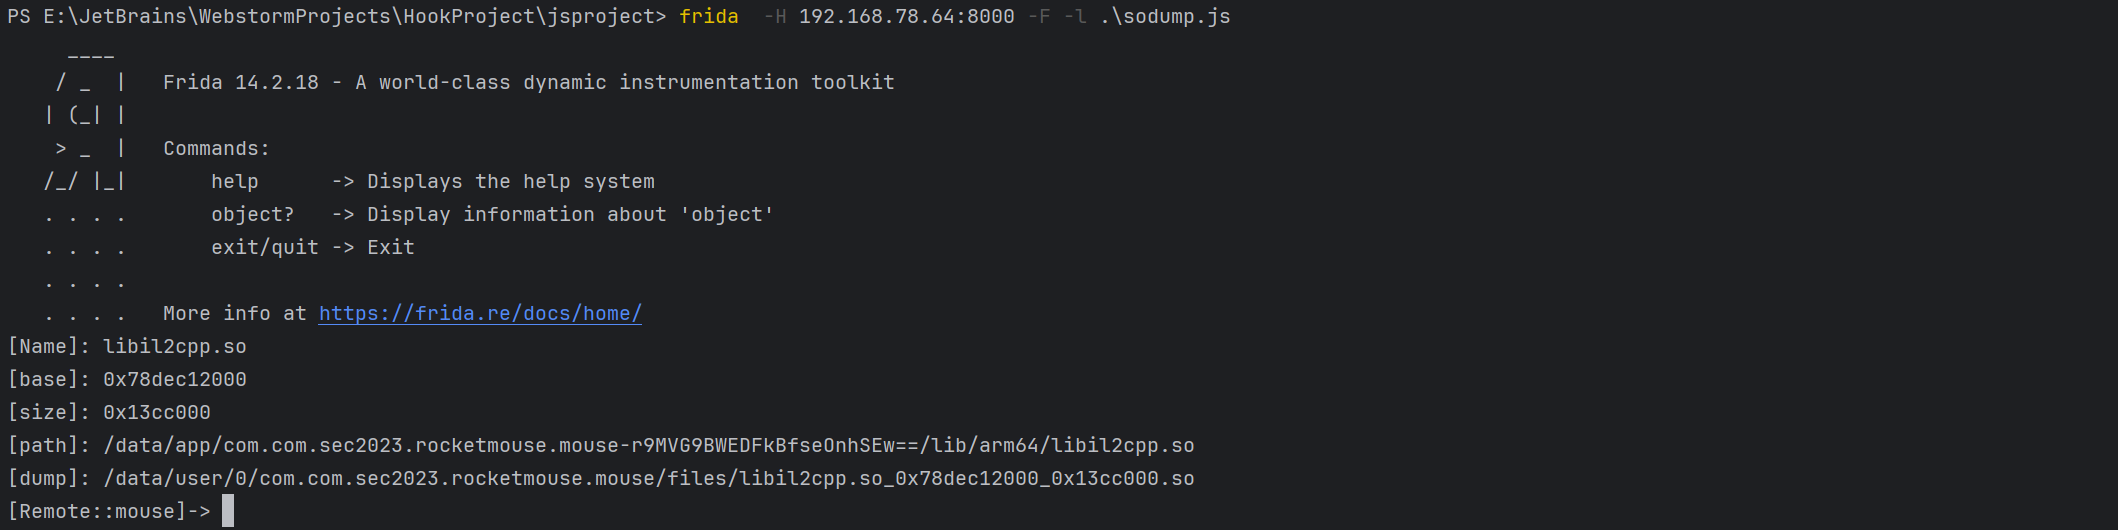 PS E:\JetBrains\WebstormProjects\HookProject\jsproject> frida  -H 192.168.78.64:8000 -F -l .\sodump.js
     ____
    / _  |   Frida 14.2.18 - A world-class dynamic instrumentation toolkit
   | (_| |
    > _  |   Commands:
   /_/ |_|       help      -> Displays the help system
   . . . .       object?   -> Display information about 'object'
   . . . .       exit/quit -> Exit
   . . . .
   . . . .   More info at https://frida.re/docs/home/
[Name]: libil2cpp.so
[base]: 0x78dec12000
[size]: 0x13cc000
[path]: /data/app/com.com.sec2023.rocketmouse.mouse-r9MVG9BWEDFkBfseOnhSEw==/lib/arm64/libil2cpp.so
[dump]: /data/user/0/com.com.sec2023.rocketmouse.mouse/files/libil2cpp.so_0x78dec12000_0x13cc000.so
[Remote::mouse]->